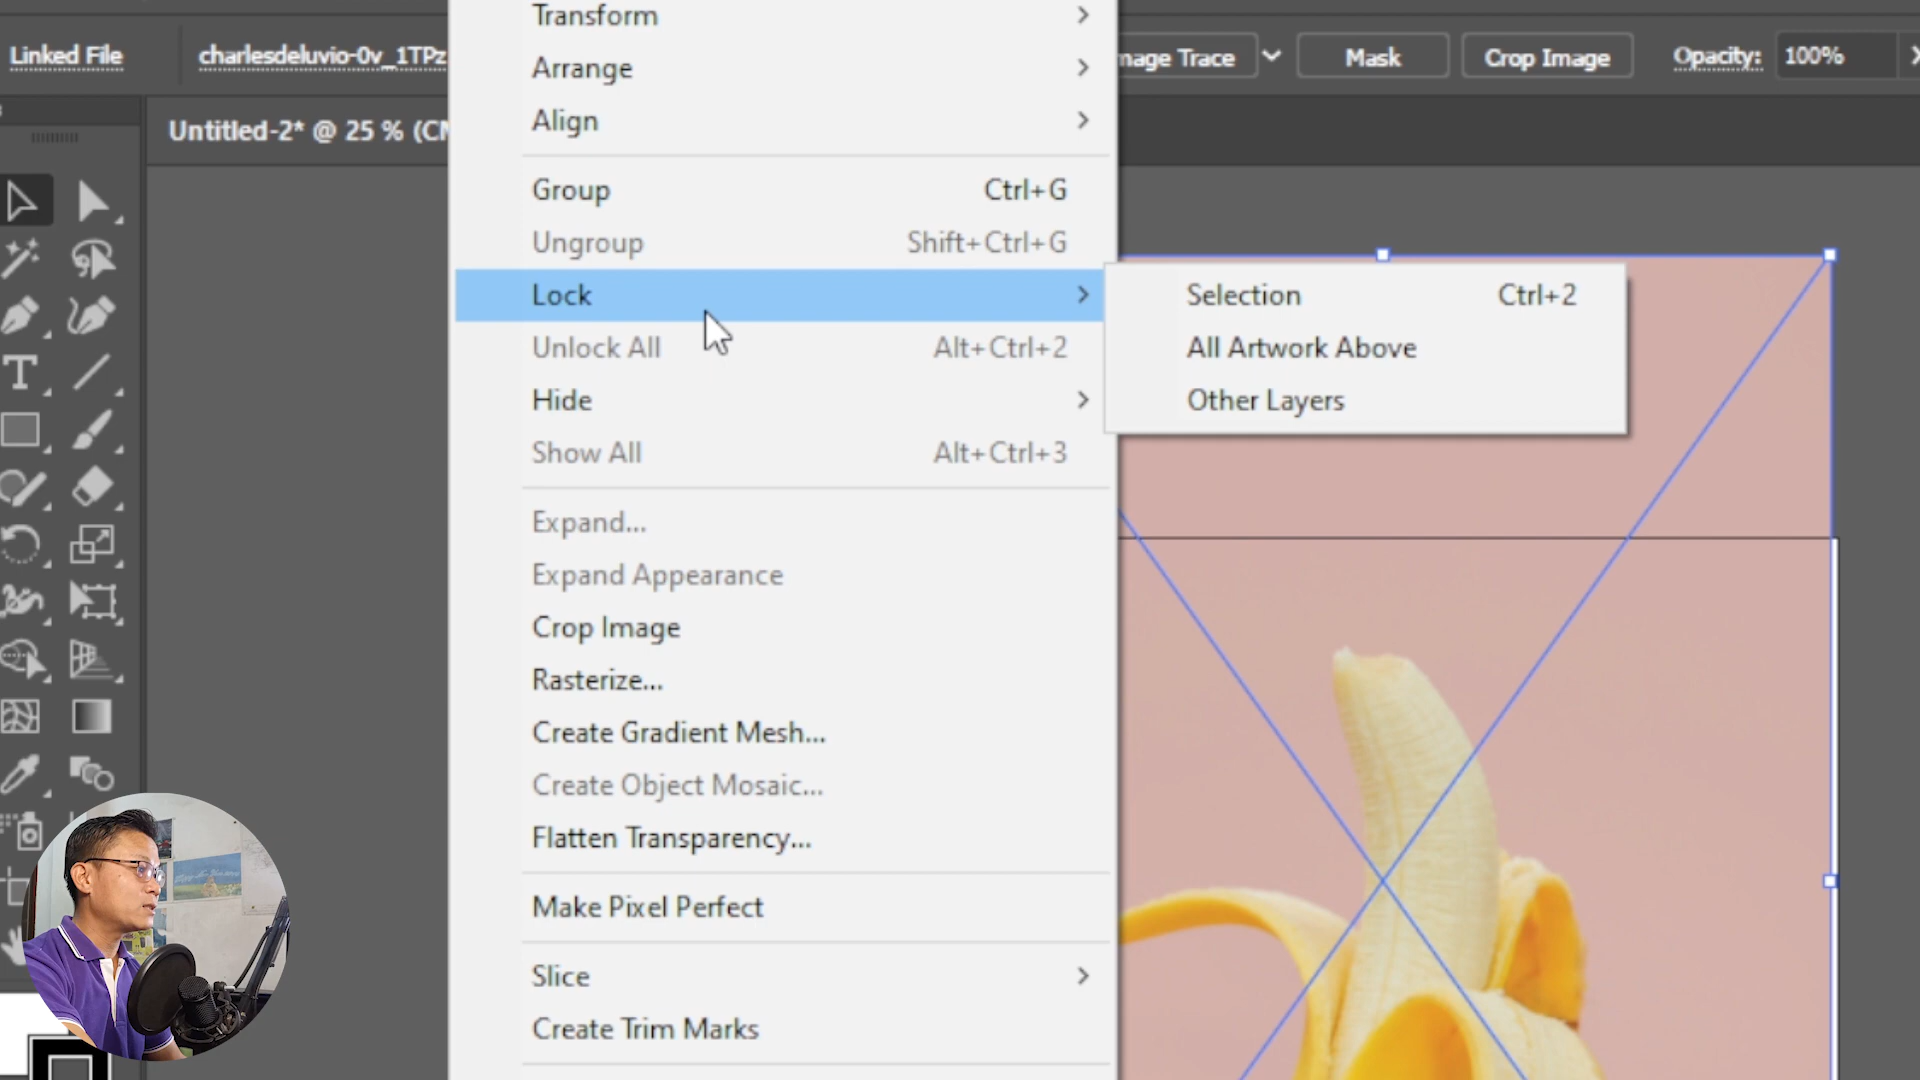 Linked File
charlesdeluvio-0v_1TPz
mage Trace
Mask
Crop Image
Opacity:
100%
Untitled-2* @ 25 % (CM
Transform
Arrange
Align
Group Ctrl+G
Ungroup Shift+Ctrl+G
Lock
Unlock All Alt+Ctrl+2
Hide
Show All Alt+Ctrl+3
Expand...
Expand Appearance
Crop Image
Rasterize...
Create Gradient Mesh...
Create Object Mosaic...
Flatten Transparency...
Make Pixel Perfect
Slice
Create Trim Marks
Selection Ctrl+2
All Artwork Above
Other Layers